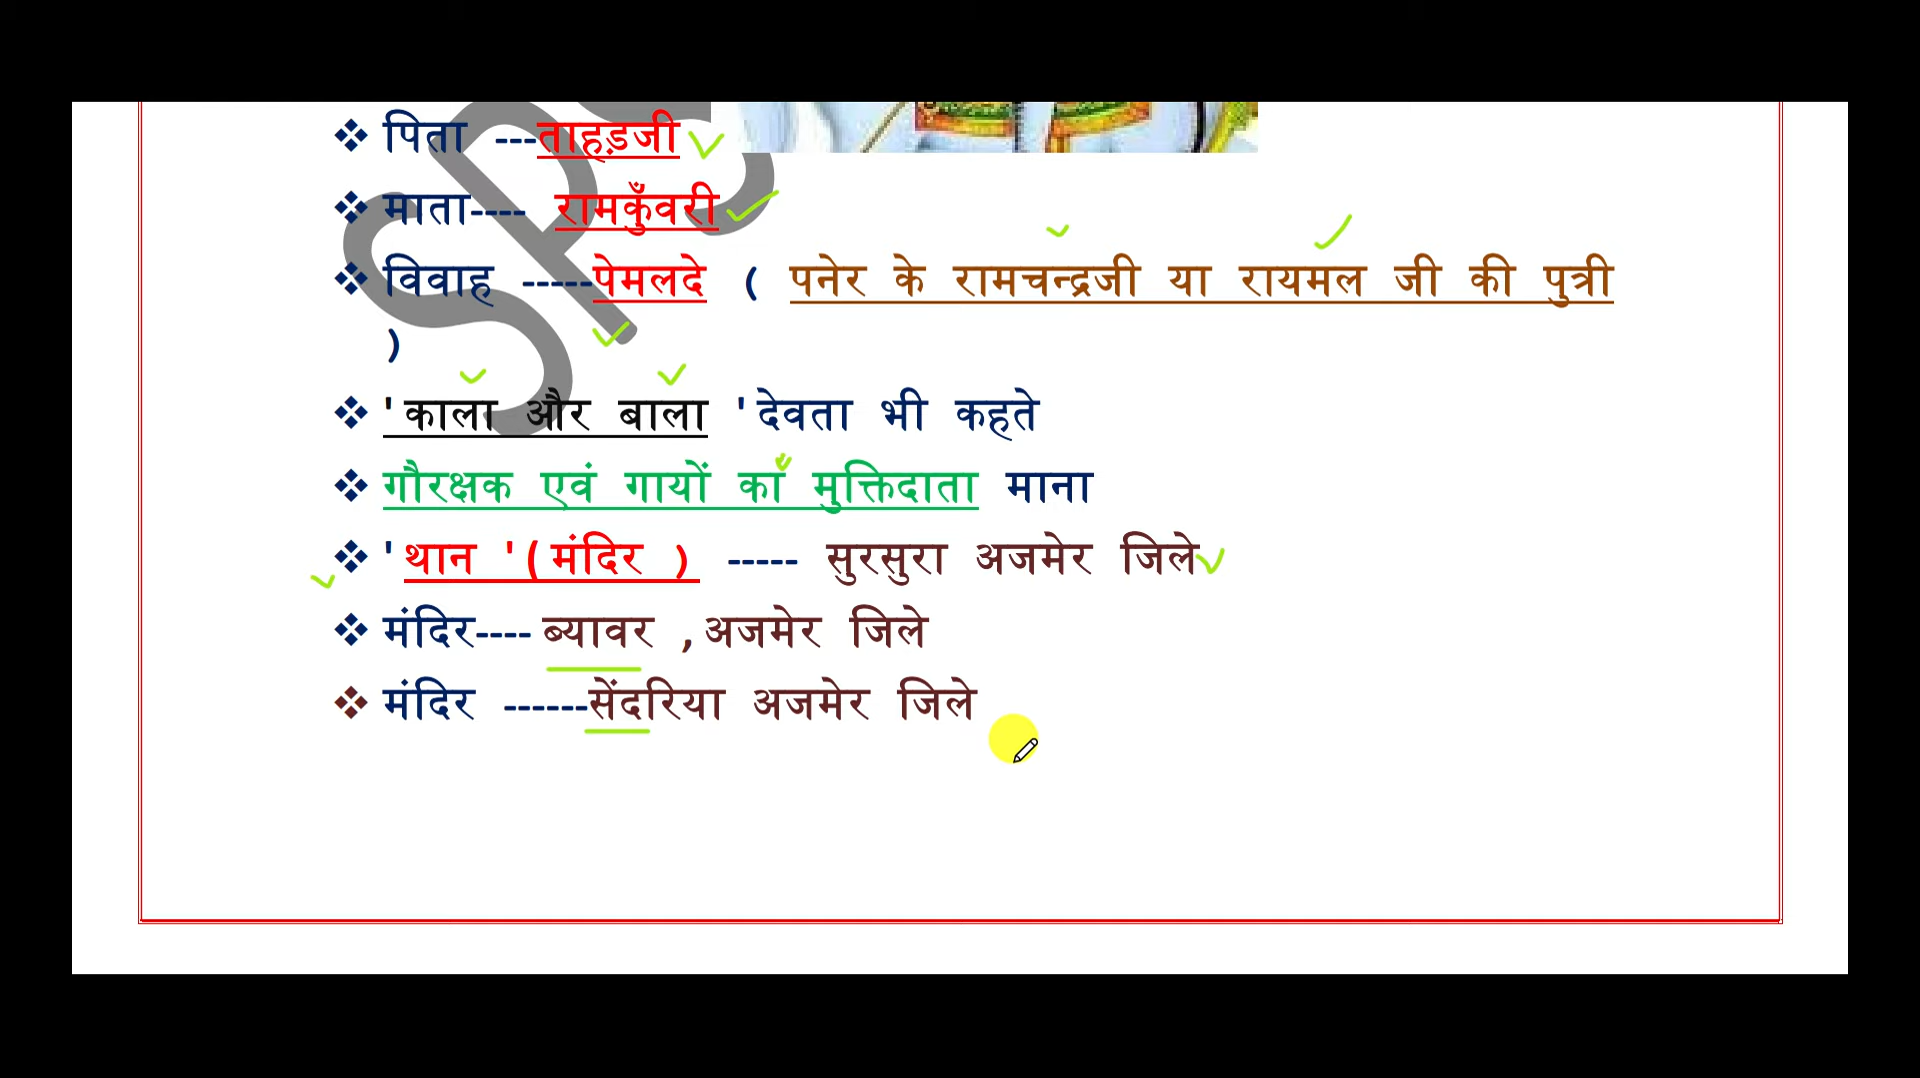 ❖ पिता ---ताहड़जी
❖ माता---- रामकुँवरी
❖ विवाह -----पेमलदे ( पनेर के रामचन्द्रजी या रायमल जी की पुत्री
)
❖ 'काला और बाला 'देवता भी कहते
❖ गौरक्षक एवं गायों का मुक्तिदाता माना
❖ 'थान '(मंदिर ) ----- सुरसुरा अजमेर जिले
❖ मंदिर---- ब्यावर ,अजमेर जिले
❖ मंदिर ------सेंदरिया अजमेर जिले